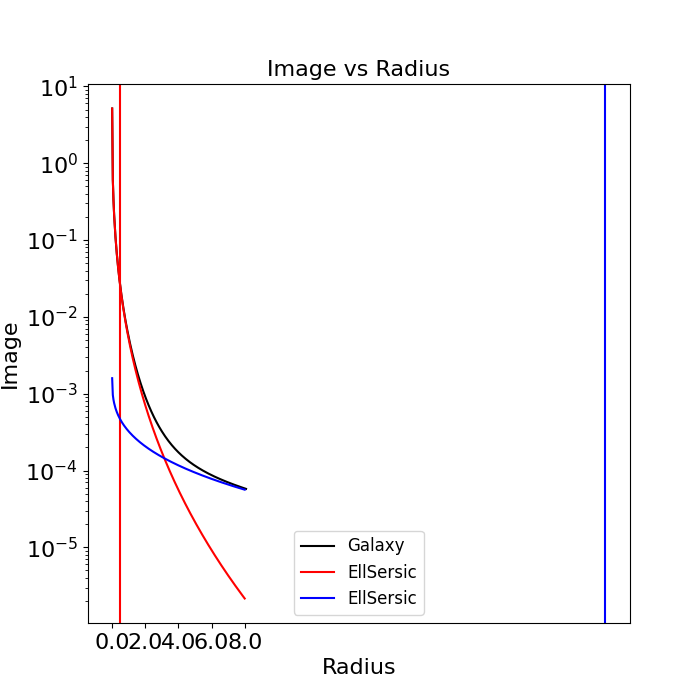 Image vs Radius
10^1
10^0
10^-1
10^-2
10^-3
10^-4
10^-5
Image
Galaxy
EllSersic
EllSersic
0.02.04.06.08.0
Radius